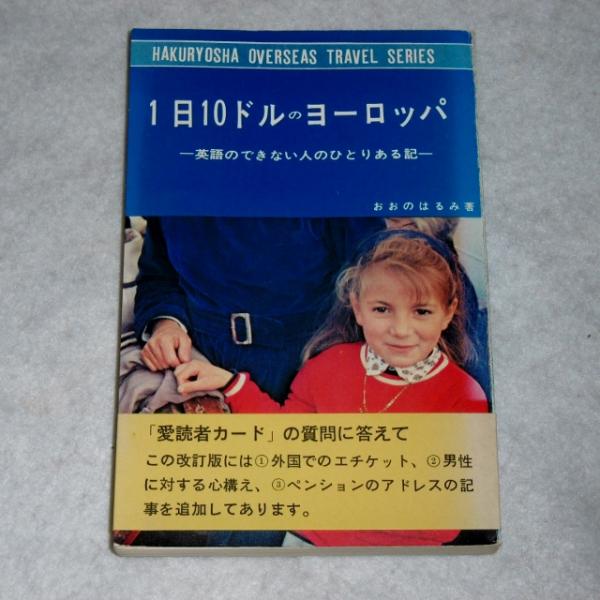 HAKURYOSHA OVERSEAS TRAVEL SERIES
1日10ドルのヨーロッパ
—英語のできない人のひとりある記—
おおのはるみ著
「愛読者カード」の質問に答えて
この改訂版には①外国でのエチケット、②男性
に対する心構え、③ペンションのアドレスの記
事を追加してあります。